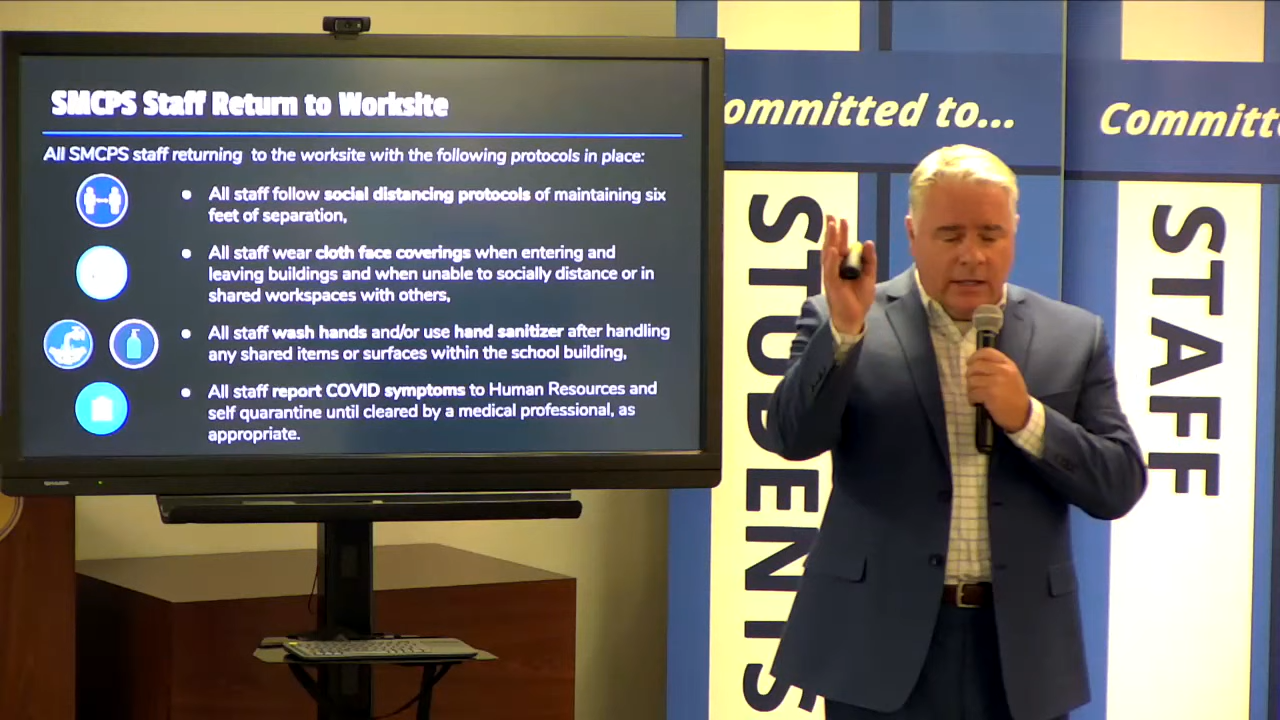 SMCPS Staff Return to Worksite
All SMCPS staff returning to the worksite with the following protocols in place:
● All staff follow social distancing protocols of maintaining six
feet of separation,
● All staff wear cloth face coverings when entering and
leaving buildings and when unable to socially distance or in
shared workspaces with others,
● All staff wash hands and/or use hand sanitizer after handling
any shared items or surfaces within the school building,
● All staff report COVID symptoms to Human Resources and
self quarantine until cleared by a medical professional, as
appropriate.
SHARP
ommitted to...
STUDENTS
Committ
STAFF